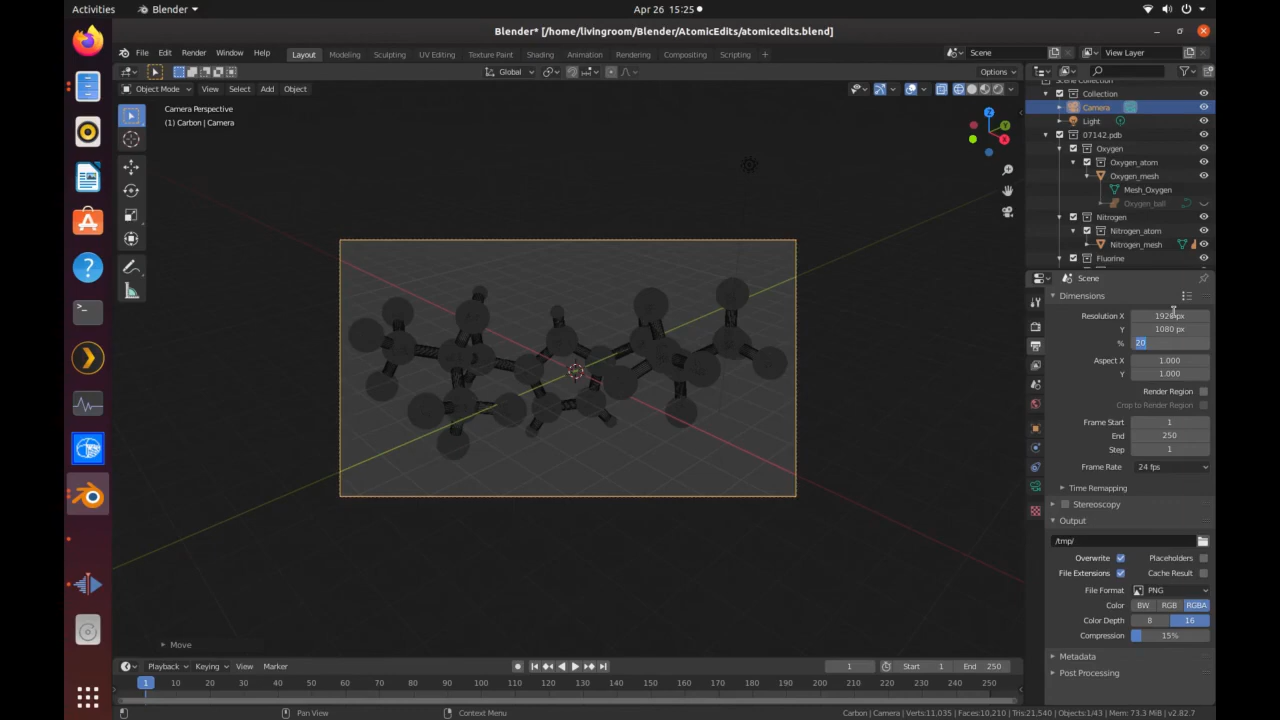 Activities
Blender
Apr 26 15:25
Blender* [/home/livingroom/Blender/AtomicEdits/atomicedits.blend]
File Edit Render Window Help
Layout Modeling Sculpting UV Editing Texture Paint Shading Animation Rendering Compositing Scripting +
Scene
View Layer
Global
Options
Object Mode View Select Add Object
Camera Perspective
(1) Carbon | Camera
Z
Y
X
Collection
Camera
Light
07142.pdb
Oxygen
Oxygen_atom
Oxygen_mesh
Mesh_Oxygen
Oxygen_ball
Nitrogen
Nitrogen_atom
Nitrogen_mesh
Fluorine
Scene
Dimensions
Resolution X 1920 px
Y 1080 px
% 20
Aspect X 1.000
Y 1.000
Render Region
Crop to Render Region
Frame Start 1
End 250
Step 1
Frame Rate 24 fps
Time Remapping
Stereoscopy
Output
/tmp/
Overwrite Placeholders
File Extensions Cache Result
File Format PNG
Color BW RGB RGBA
Color Depth 8 16
Compression 15%
Metadata
Post Processing
Move
Playback Keying View Marker
1 Start 1 End 250
1 10 20 30 40 50 60 70 80 90 100 110 120 130 140 150 160 170 180 190 200 210 220 230 240 250
Pan View
Context Menu
Carbon | Camera | Verts:11,035 | Faces:10,210 | Tris:21,540 | Objects:1/43 | Mem: 73.3 MiB | v2.82.7